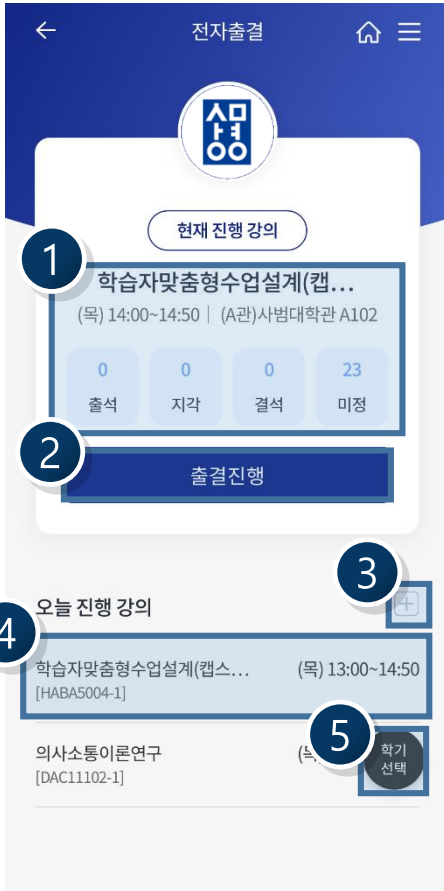 전자출결
상명
현재 진행 강의
1
학습자맞춤형수업설계(캡...
(목) 14:00~14:50 | (A관)사범대학관 A102
0 0 0 23
출석 지각 결석 미정
2
출결진행
3
오늘 진행 강의
4
학습자맞춤형수업설계(캡스... (목) 13:00~14:50
[HABA5004-1]
5
의사소통이론연구
학기
선택
[DAC11102-1]